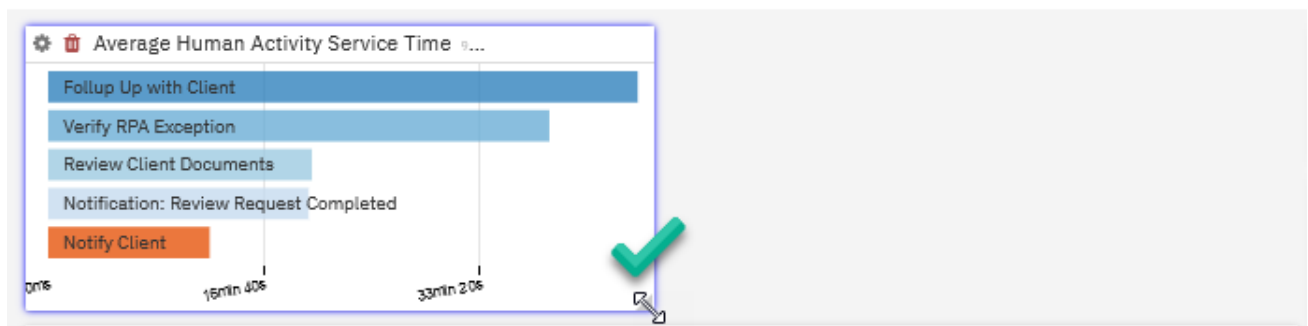 Average Human Activity Service Time 9...
Follup Up with Client
Verify RPA Exception
Review Client Documents
Notification: Review Request Completed
Notify Client
0ms 16min 40s 33min 20s